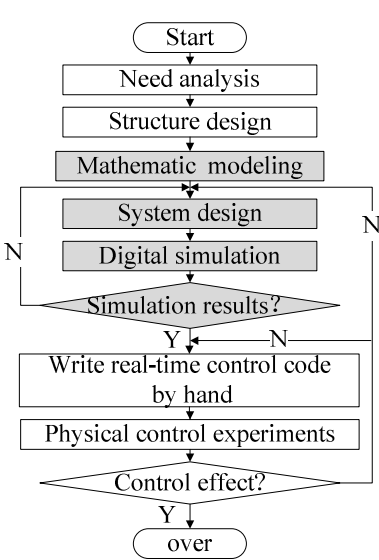 Start
Need analysis
Structure design
Mathematic modeling
System design
N
Digital simulation
N
Simulation results?
Y
N
Write real-time control code
by hand
Physical control experiments
Control effect?
Y
over